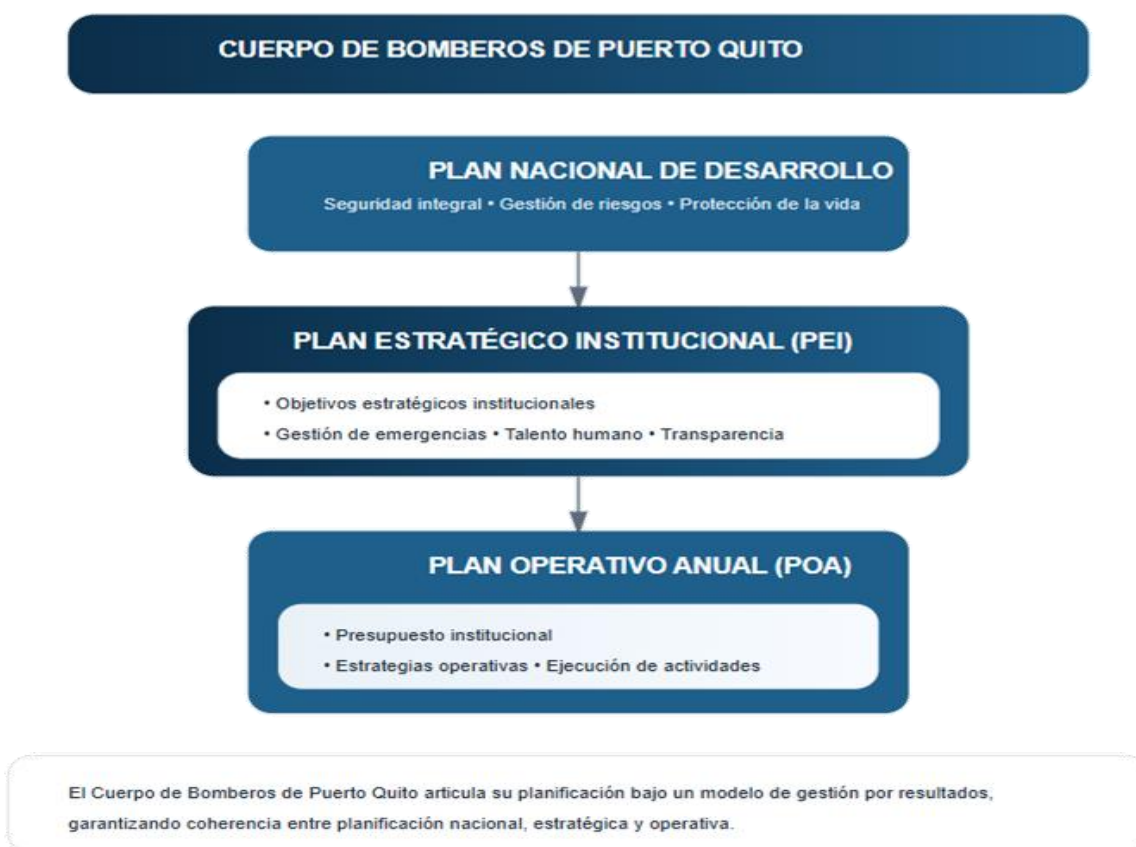 CUERPO DE BOMBEROS DE PUERTO QUITO
PLAN NACIONAL DE DESARROLLO
Seguridad integral • Gestión de riesgos • Protección de la vida
PLAN ESTRATÉGICO INSTITUCIONAL (PEI)
• Objetivos estratégicos institucionales
• Gestión de emergencias • Talento humano • Transparencia
PLAN OPERATIVO ANUAL (POA)
• Presupuesto institucional
• Estrategias operativas • Ejecución de actividades
El Cuerpo de Bomberos de Puerto Quito articula su planificación bajo un modelo de gestión por resultados,
garantizando coherencia entre planificación nacional, estratégica y operativa.